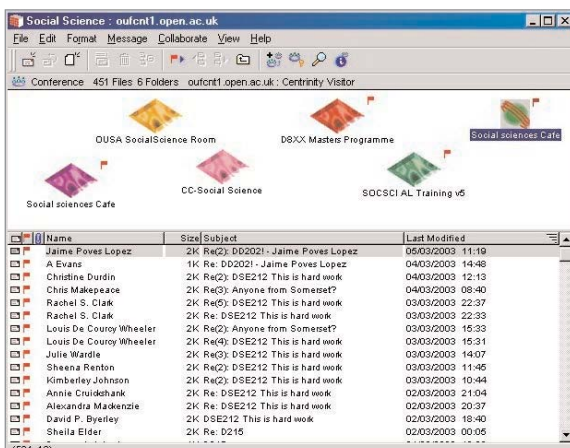 Social Science : oufcnt1.open.ac.uk
File Edit Format Message Collaborate View Help
Conference 451 Files 6 Folders oufcnt1.open.ac.uk : Centrinity Visitor
OUSA SocialScience Room
D8XX Masters Programme
Social sciences Cafe
Social sciences Cafe
CC-Social Science
SOCSCI AL Training v5
Name Size Subject Last Modified
Jaime Poves Lopez 2K Re(2): DD202! - Jaime Poves Lopez 05/03/2003 11:19
A Evans 1K Re: DD202! - Jaime Poves Lopez 04/03/2003 14:48
Christine Durdin 2K Re(2): DSE212 This is hard work 04/03/2003 12:13
Chris Makepeace 2K Re(3): Anyone from Somerset? 04/03/2003 08:40
Rachel S. Clark 2K Re(5): DSE212 This is hard work 03/03/2003 22:37
Rachel S. Clark 2K Re: DSE212 This is hard work 03/03/2003 22:33
Louis De Courcy Wheeler 2K Re(2): Anyone from Somerset? 03/03/2003 15:33
Louis De Courcy Wheeler 2K Re(4): DSE212 This is hard work 03/03/2003 15:31
Julie Wardle 2K Re(3): DSE212 This is hard work 03/03/2003 14:07
Sheena Renton 2K Re(2): DSE212 This is hard work 03/03/2003 11:45
Kimberley Johnson 2K Re(2): DSE212 This is hard work 03/03/2003 10:44
Annie Cruickshank 2K Re: DSE212 This is hard work 02/03/2003 21:04
Alexandra Mackenzie 2K Re: DSE212 This is hard work 02/03/2003 20:37
David P. Byerley 2K DSE212 This is hard work 02/03/2003 18:40
Sheila Elder 2K Re: D215 02/03/2003 00:05